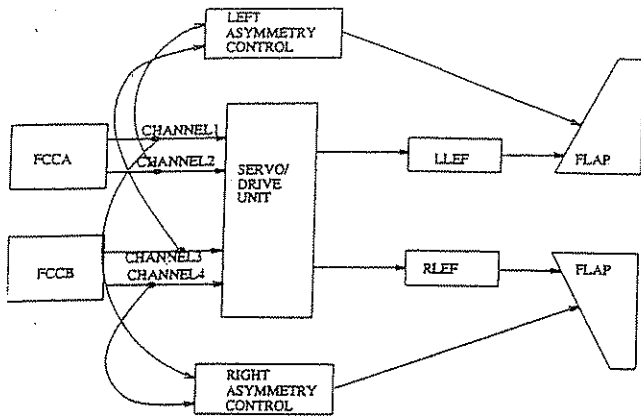 LEFT
ASYMMETRY
CONTROL
CHANNEL1
FCCA
CHANNEL2
SERVO/
DRIVE
UNIT
LLEF
FLAP
CHANNEL3
FCCB
CHANNEL4
RLEF
FLAP
RIGHT
ASYMMETRY
CONTROL